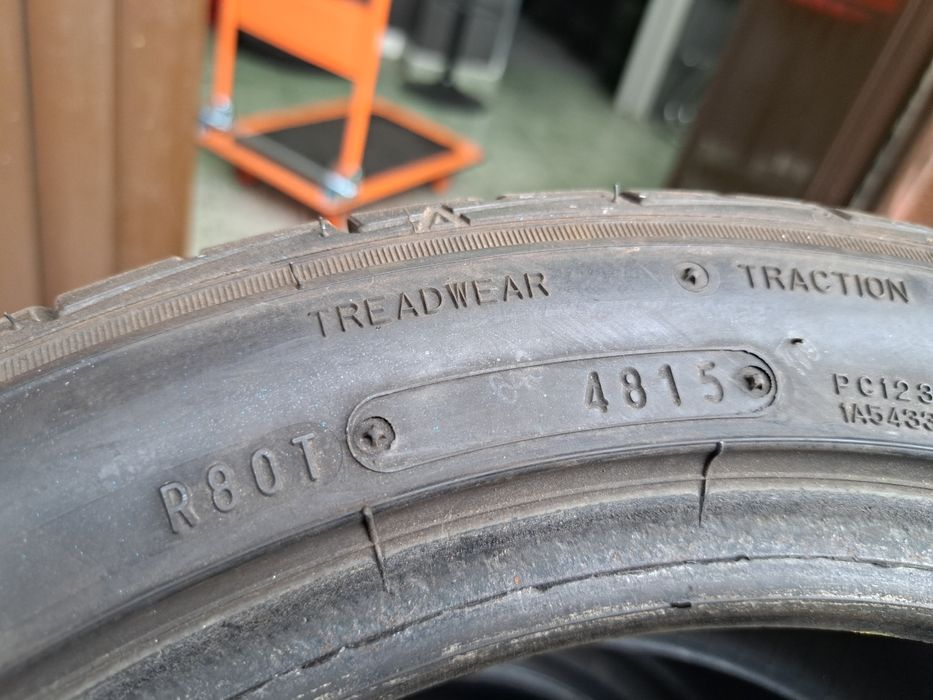 TREADWEAR
TRACTION
R80T
4815
PC123
1A5433